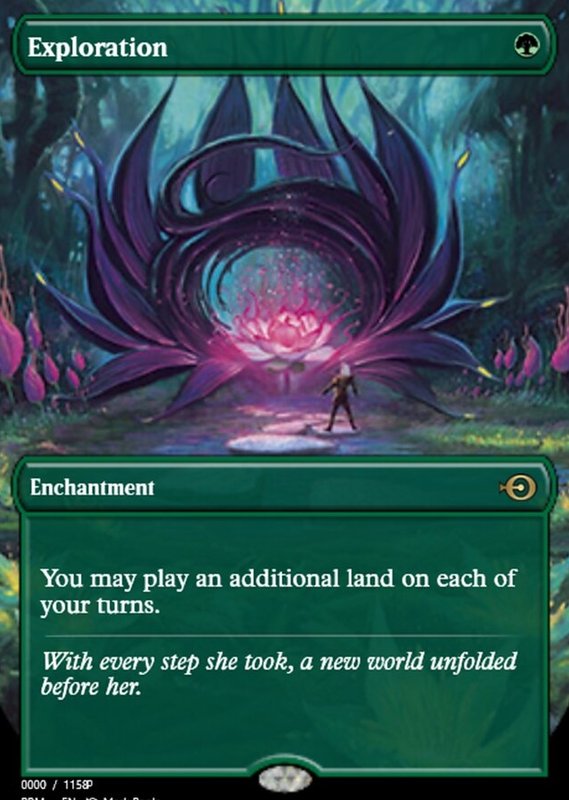 Exploration
Enchantment
You may play an additional land on each of
your turns.
With every step she took, a new world unfolded
before her.
0000 / 1158P